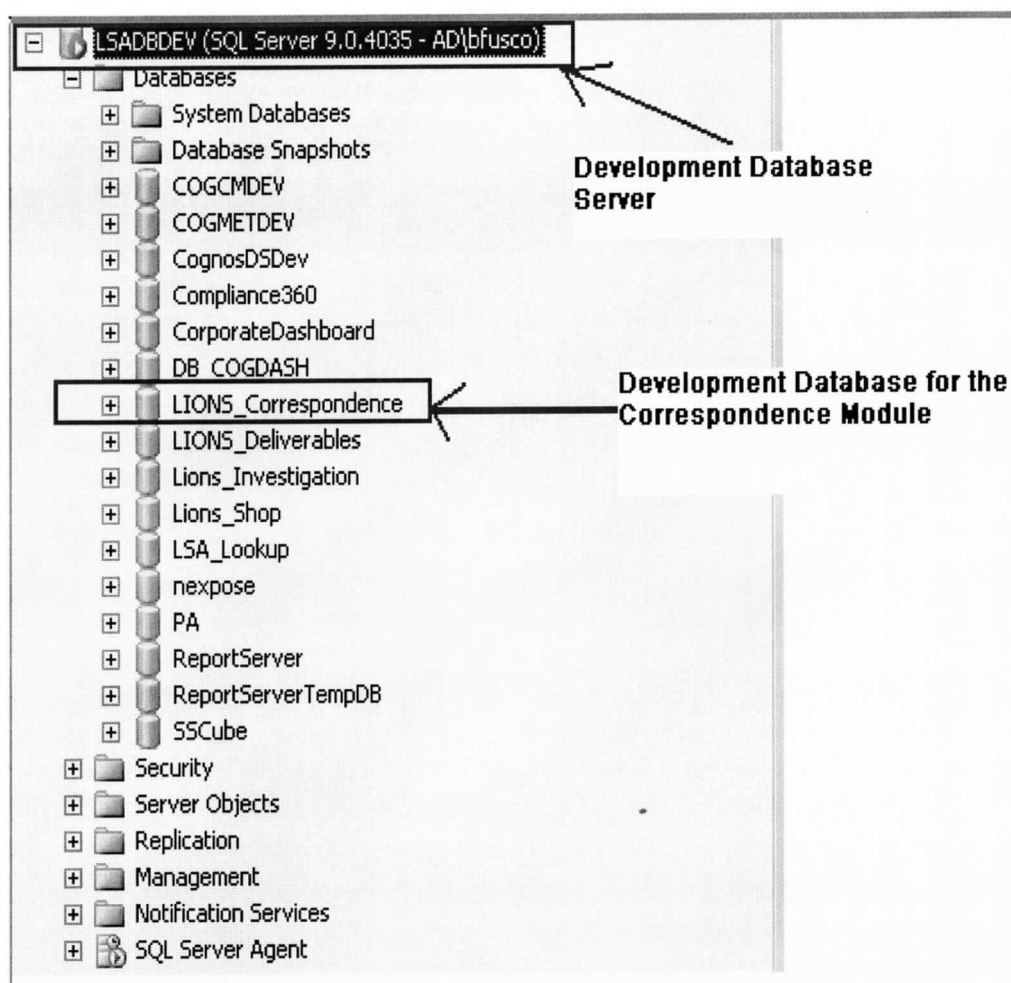 LSADBDEV (SQL Server 9.0.4035 - AD\bfusco)
Databases
System Databases
Database Snapshots
Development Database
Server
COGCMDEV
COGMETDEV
CognosDSDev
Compliance360
CorporateDashboard
DB_COGDASH
Development Database for the
Correspondence Module
LIONS_Correspondence
LIONS_Deliverables
Lions_Investigation
Lions_Shop
LSA_Lookup
nexpose
PA
ReportServer
ReportServerTempDB
SSCube
Security
Server Objects
Replication
Management
Notification Services
SQL Server Agent